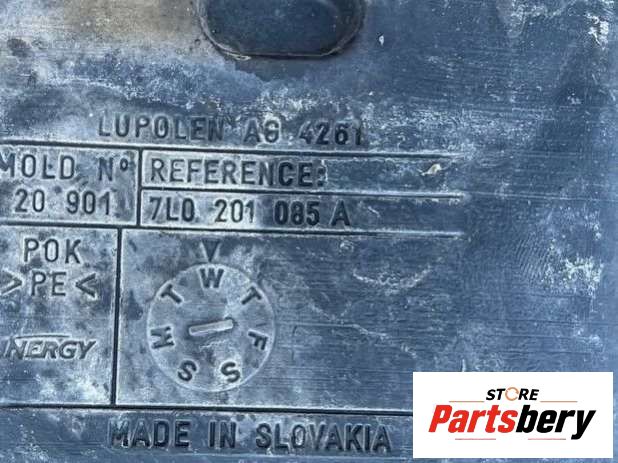 LUPOLEN AG 4261
MOLD Nº REFERENCE:
20 901 7L0 201 085 A
POK
>PE<
NERGY
M T W T F S S
MADE IN SLOVAKIA
STORE
Partsbery